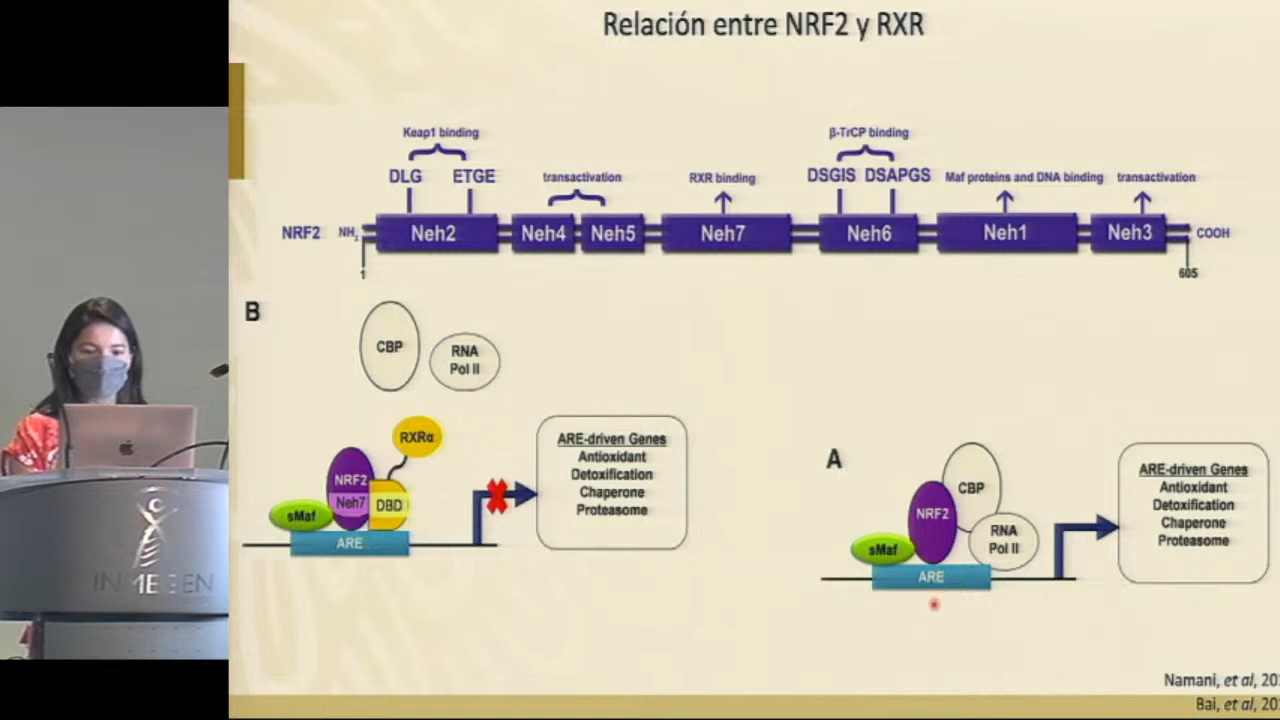 Relación entre NRF2 y RXR
Keap1 binding
β-TrCP binding
DLG ETGE
transactivation
RXR binding
DSGIS DSAPGS
Maf proteins and DNA binding
transactivation
NRF2 NH2 Neh2 Neh4 Neh5 Neh7 Neh6 Neh1 Neh3 COOH
1
605
B
CBP
RNA
Pol II
RXRα
NRF2
Neh7
DBD
sMaf
ARE
ARE-driven Genes
Antioxidant
Detoxification
Chaperone
Proteasome
A
CBP
NRF2
RNA
Pol II
sMaf
ARE
ARE-driven Genes
Antioxidant
Detoxification
Chaperone
Proteasome
INMEGEN
Namani, et al,
Bai, et al,